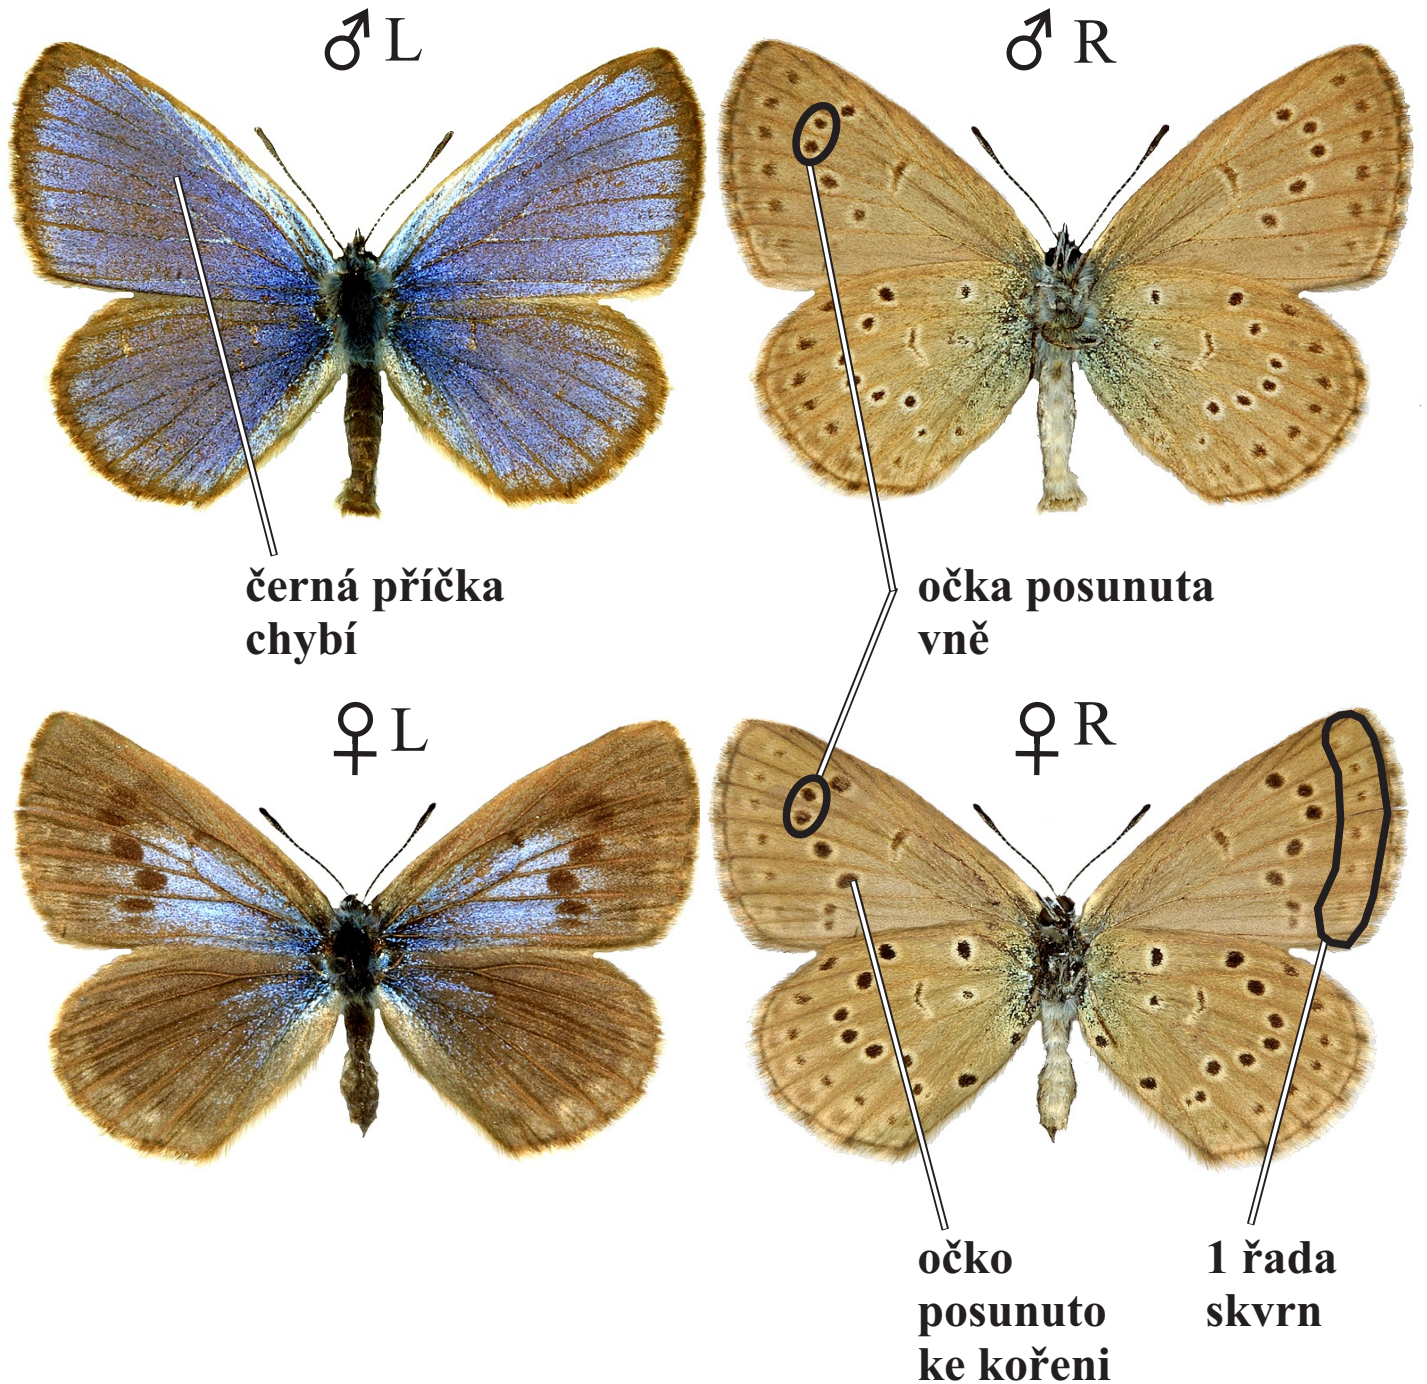 ♂ L
♂ R
černá příčka
chybí
očka posunuta
vně
♀ L
♀ R
očko
posunuto
ke kořeni
1 řada
skvrn